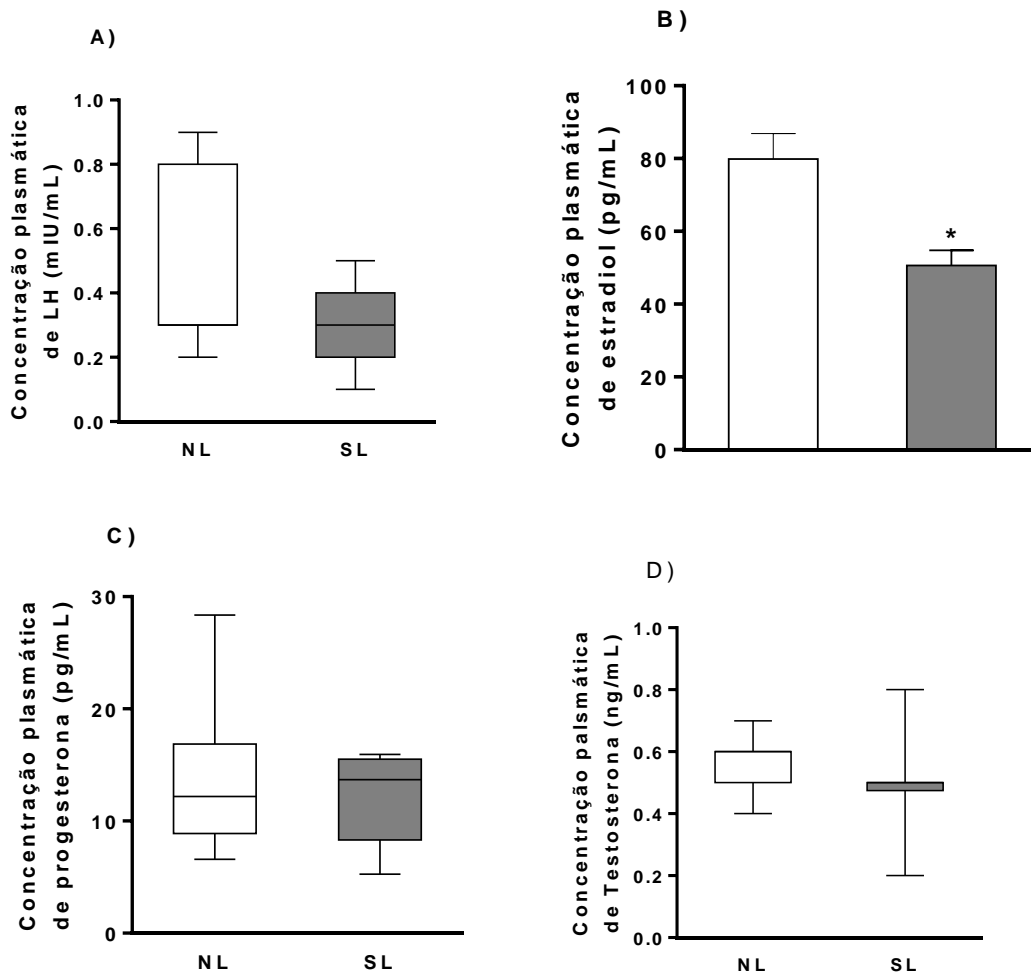 A)
Concentração plasmática
de LH (mIU/mL)
1.0
0.8
0.6
0.4
0.2
0.0
NL
SL
B)
Concentração plasmática
de estradiol (pg/mL)
100
80
60
40
20
0
*
C)
Concentração plasmática
de progesterona (pg/mL)
30
20
10
0
NL
SL
D)
Concentração palsmática
de Testosterona (ng/mL)
1.0
0.8
0.6
0.4
0.2
0.0
NL
SL